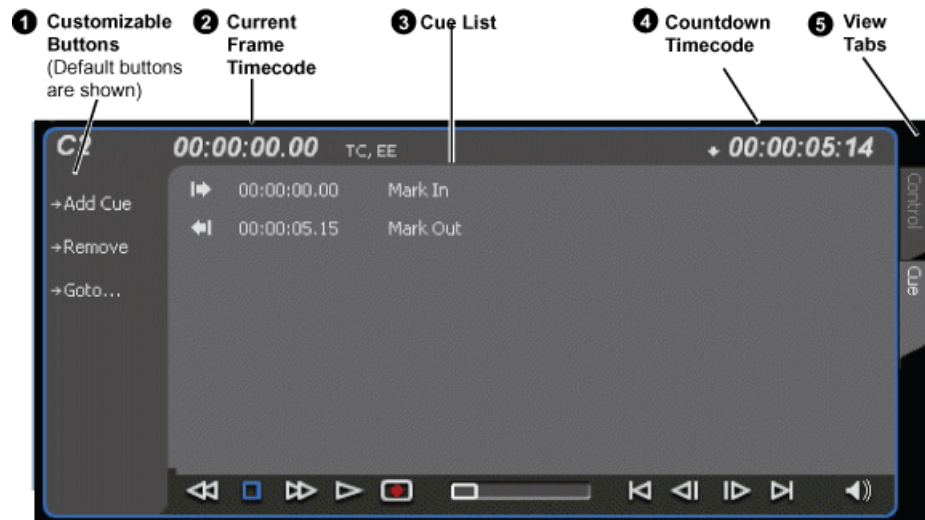 1 Customizable Buttons (Default buttons are shown)
2 Current Frame Timecode
3 Cue List
4 Countdown Timecode
5 View Tabs
C2 00:00:00.00 TC, EE 00:00:05:14
→Add Cue
→Remove
→Goto...
00:00:00.00 Mark In
00:00:05.15 Mark Out
Control
Cue